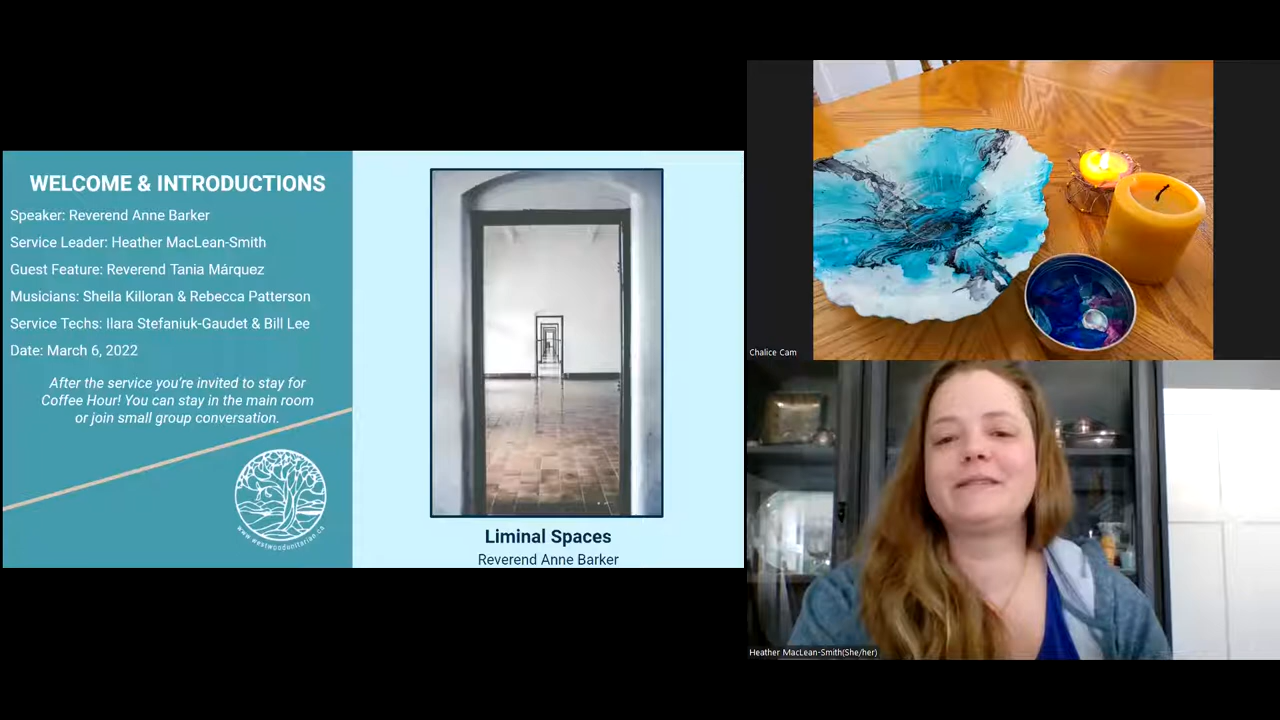 WELCOME & INTRODUCTIONS
Speaker: Reverend Anne Barker
Service Leader: Heather MacLean-Smith
Guest Feature: Reverend Tania Márquez
Musicians: Sheila Killoran & Rebecca Patterson
Service Techs: Ilara Stefaniuk-Gaudet & Bill Lee
Date: March 6, 2022
After the service you're invited to stay for
Coffee Hour! You can stay in the main room
or join small group conversation.
www.westwoodunitarian.ca
Liminal Spaces
Reverend Anne Barker
Chalice Cam
Heather MacLean-Smith(She/her)